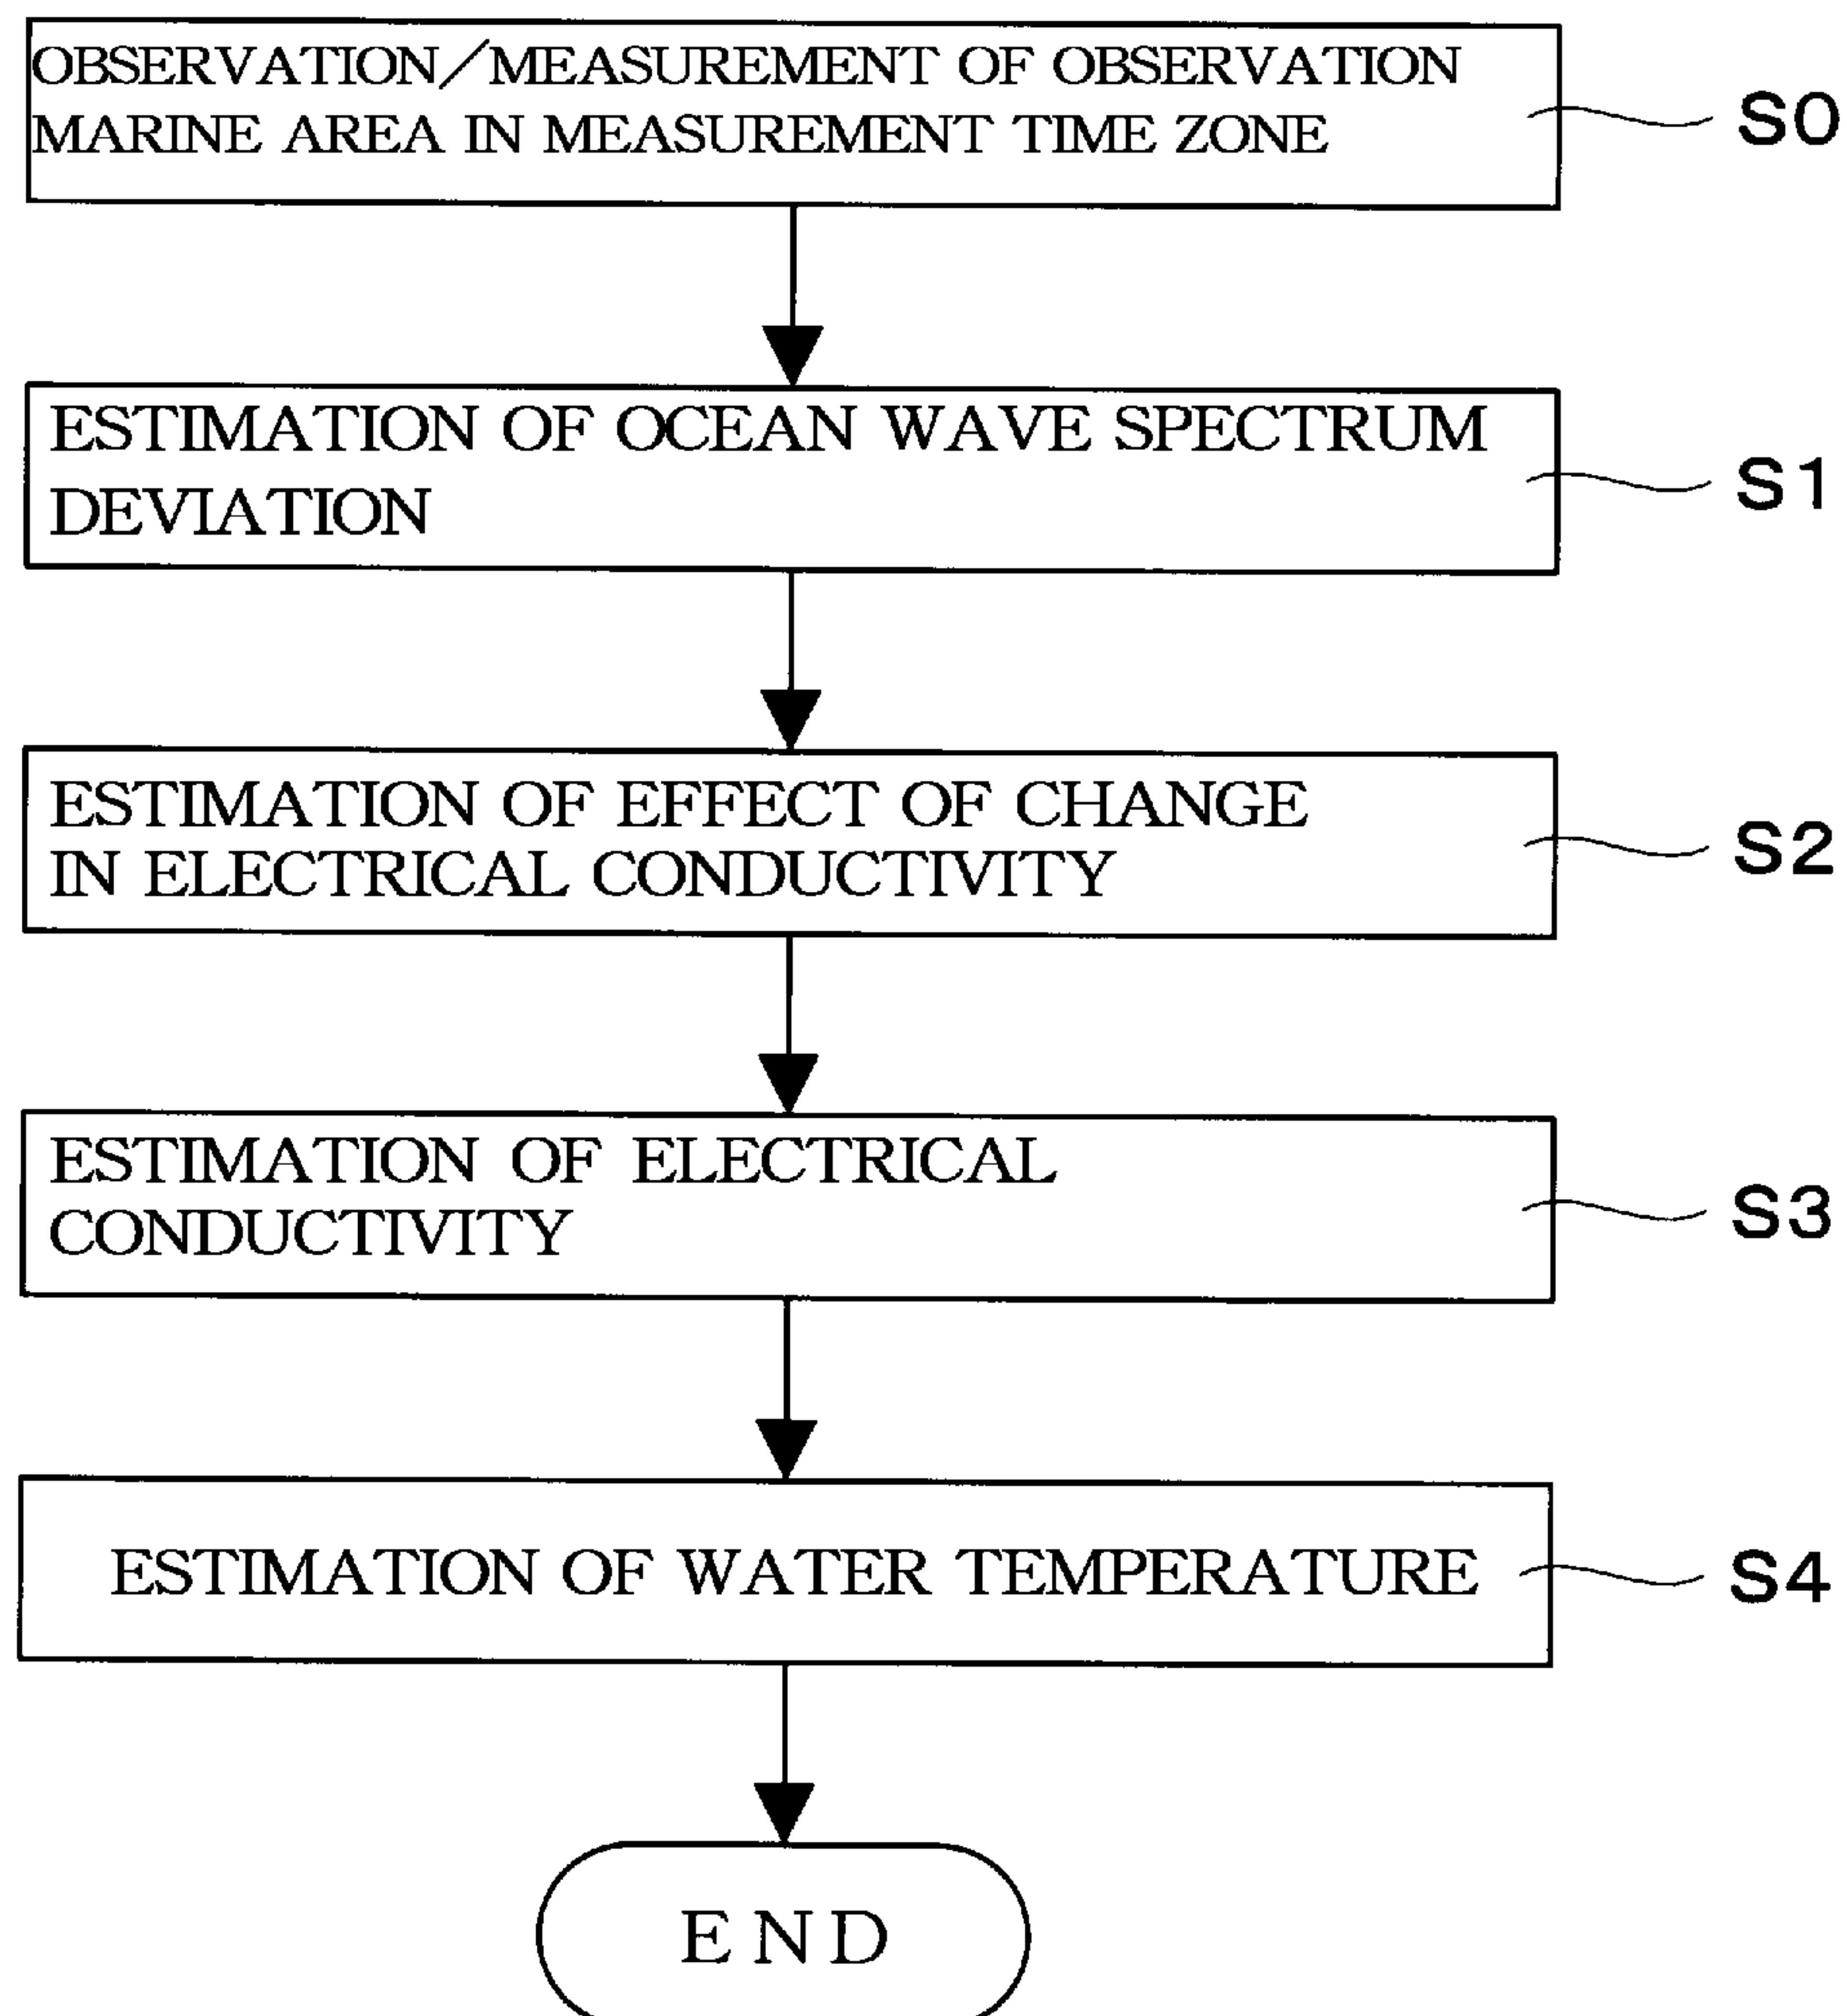 OBSERVATION/MEASUREMENT OF OBSERVATION
MARINE AREA IN MEASUREMENT TIME ZONE
S0
ESTIMATION OF OCEAN WAVE SPECTRUM
DEVIATION
S1
ESTIMATION OF EFFECT OF CHANGE
IN ELECTRICAL CONDUCTIVITY
S2
ESTIMATION OF ELECTRICAL
CONDUCTIVITY
S3
ESTIMATION OF WATER TEMPERATURE
S4
END